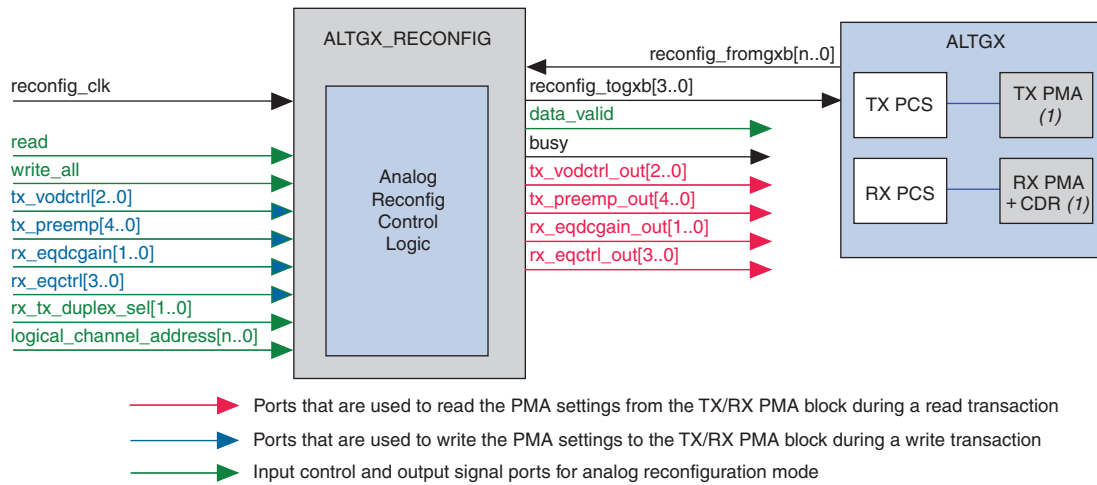 ALTGX_RECONFIG
ALTGX
reconfig_fromgxb[n..0]
reconfig_clk
reconfig_togxb[3..0]
TX PCS
TX PMA
(1)
data_valid
read
busy
write_all
tx_vodctrl_out[2..0]
tx_vodctrl[2..0]
tx_preemp_out[4..0]
tx_preemp[4..0]
rx_eqdcgain_out[1..0]
rx_eqdcgain[1..0]
rx_eqctrl_out[3..0]
rx_eqctrl[3..0]
rx_tx_duplex_sel[1..0]
logical_channel_address[n..0]
Analog
Reconfig
Control
Logic
RX PCS
RX PMA
+ CDR (1)
Ports that are used to read the PMA settings from the TX/RX PMA block during a read transaction
Ports that are used to write the PMA settings to the TX/RX PMA block during a write transaction
Input control and output signal ports for analog reconfiguration mode